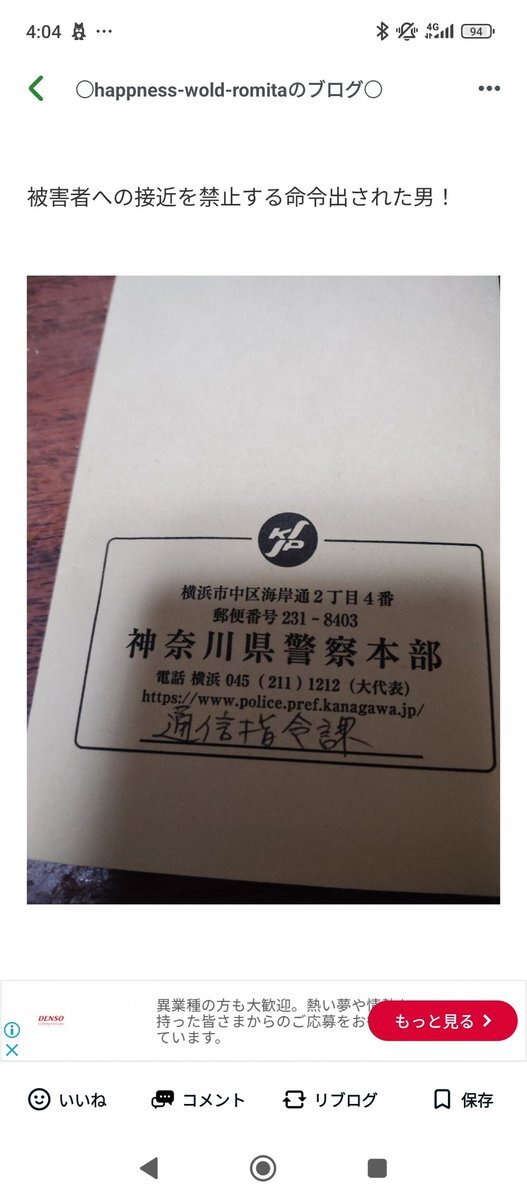 4:04
4G
94
〇happness-wold-romitaのブログ〇
被害者への接近を禁止する命令出された男！
KJP
横浜市中区海岸通２丁目４番
郵便番号 231－8403
神奈川県警察本部
電話 横浜 045（211）1212（大代表）
https://www.police.pref.kanagawa.jp/
通信指令課
DENSO
異業種の方も大歓迎。熱い夢や
持った皆さまからのご応募をお
ています。
もっと見る
いいね
コメント
リブログ
保存